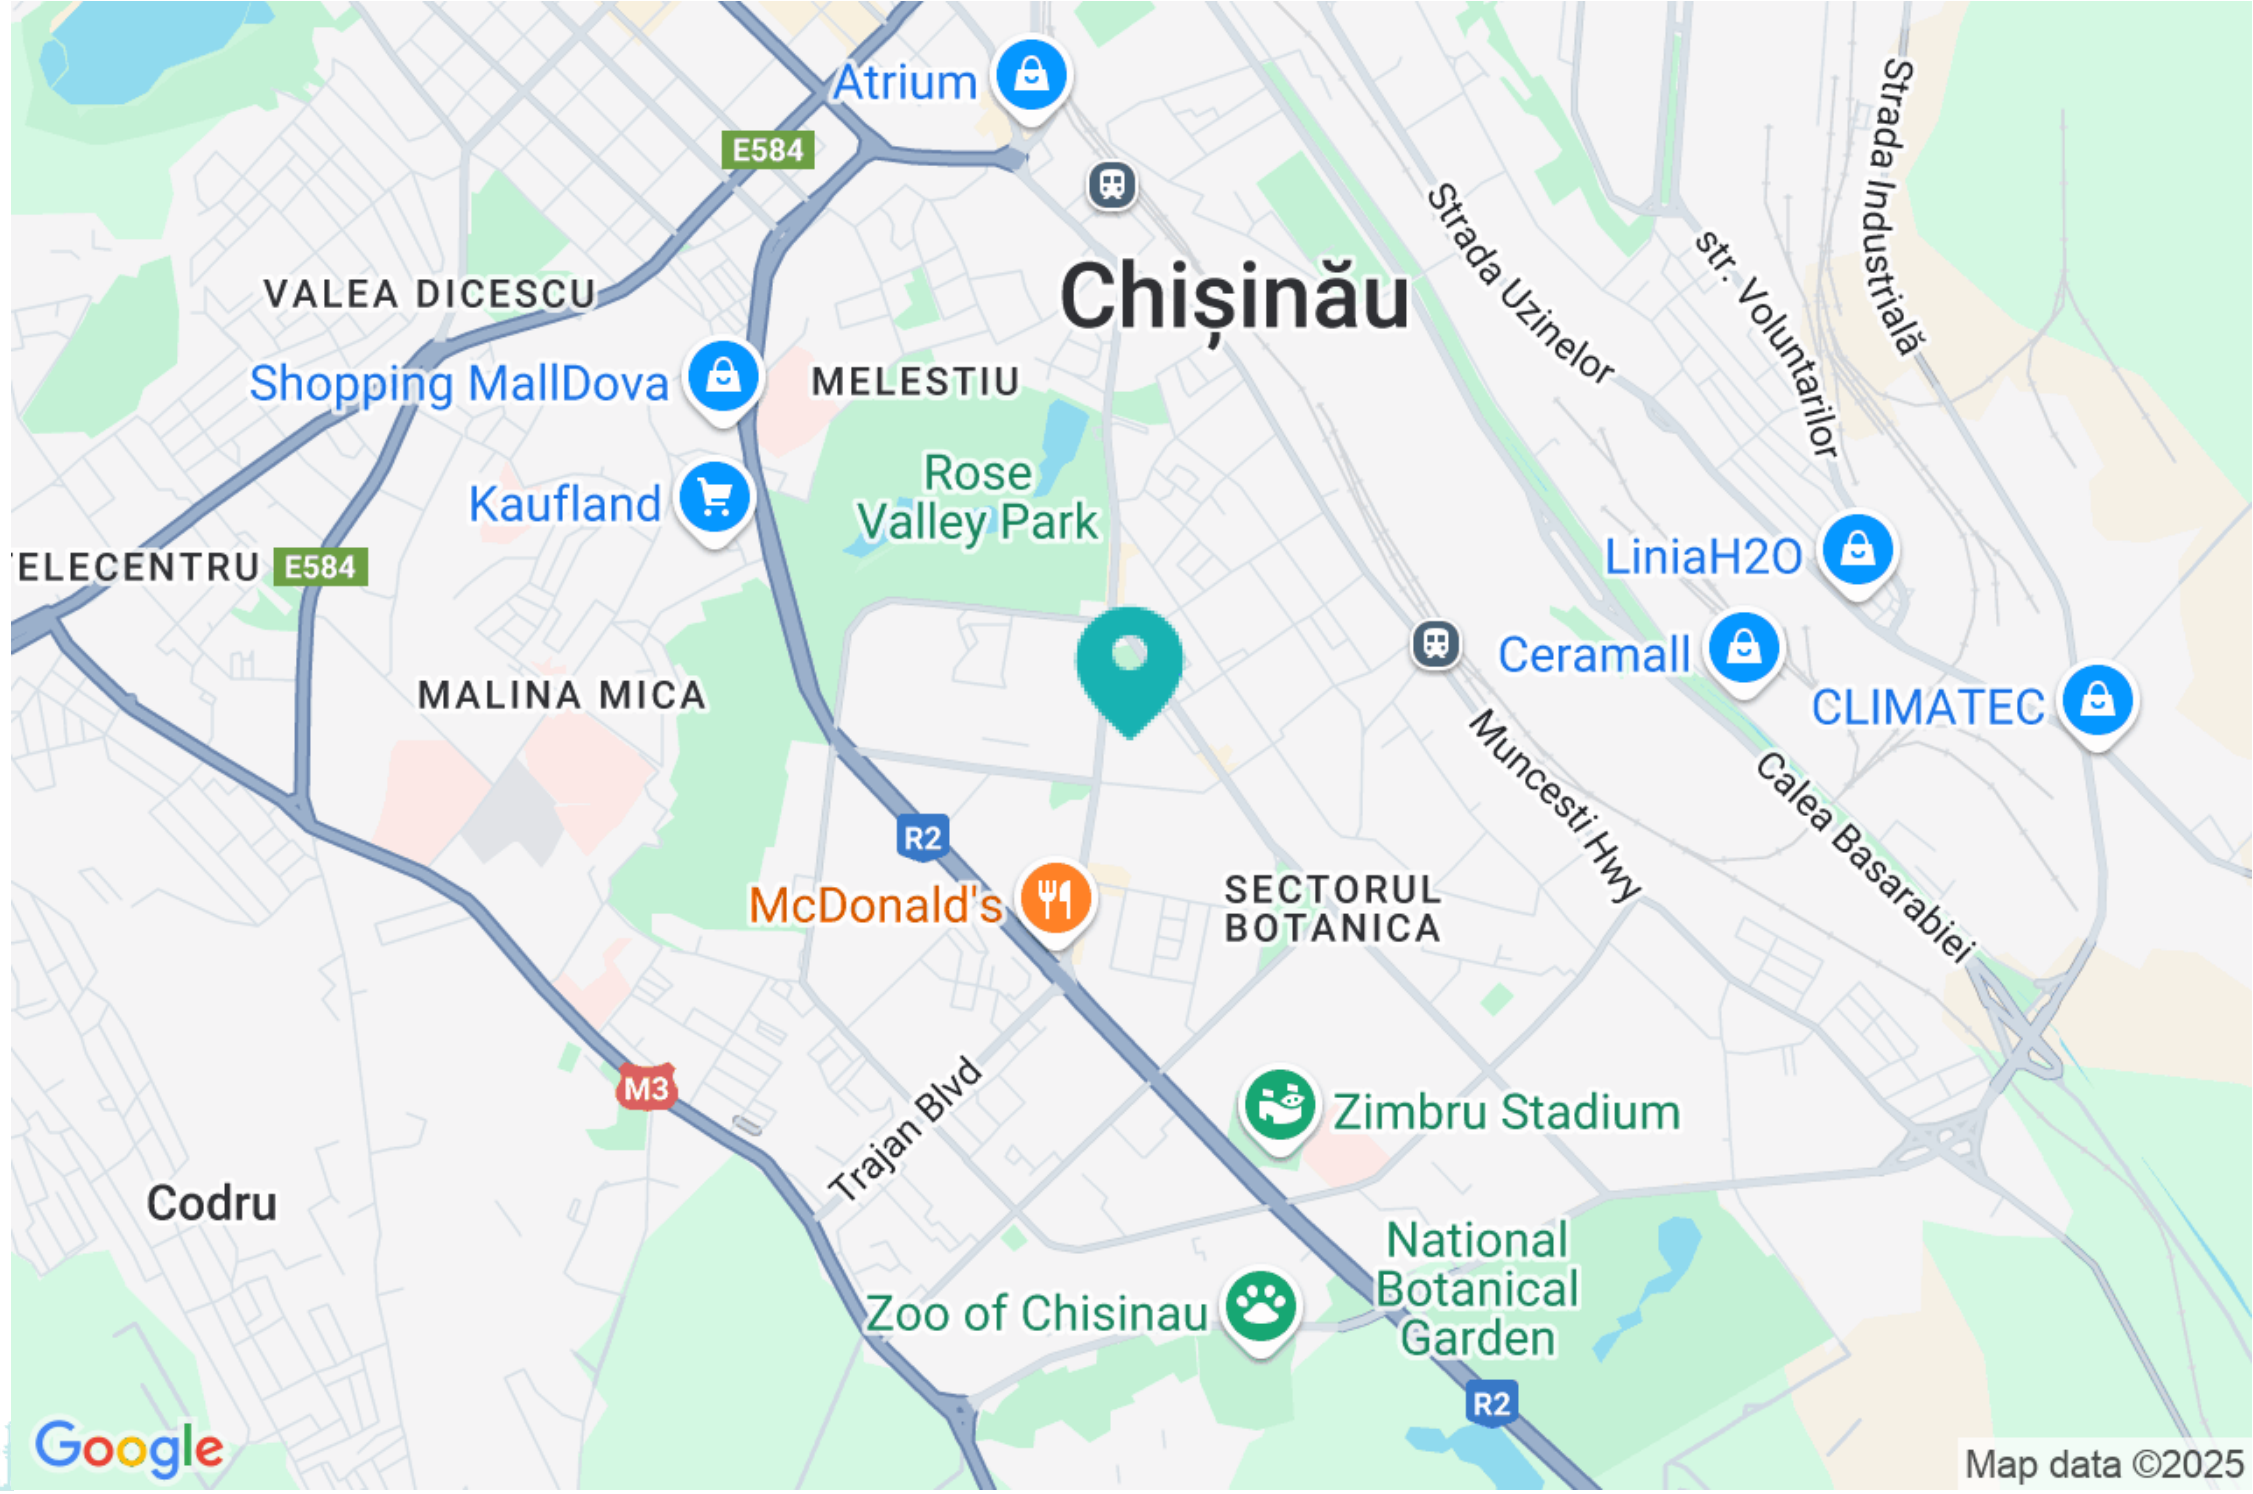 Atrium
E584
Strada Industrială
Strada Uzinelor
str. Voluntarilor
Chișinău
VALEA DICESCU
Shopping MallDova
MELESTIU
Rose
Valley Park
Kaufland
LiniaH2O
ELECENTRU
E584
Ceramall
CLIMATEC
MALINA MICA
Muncesti Hwy
Calea Basarabiei
R2
McDonald's
SECTORUL
BOTANICA
M3
Trajan Blvd
Zimbru Stadium
Codru
National
Botanical
Garden
Zoo of Chisinau
R2
Google
Map data ©2025